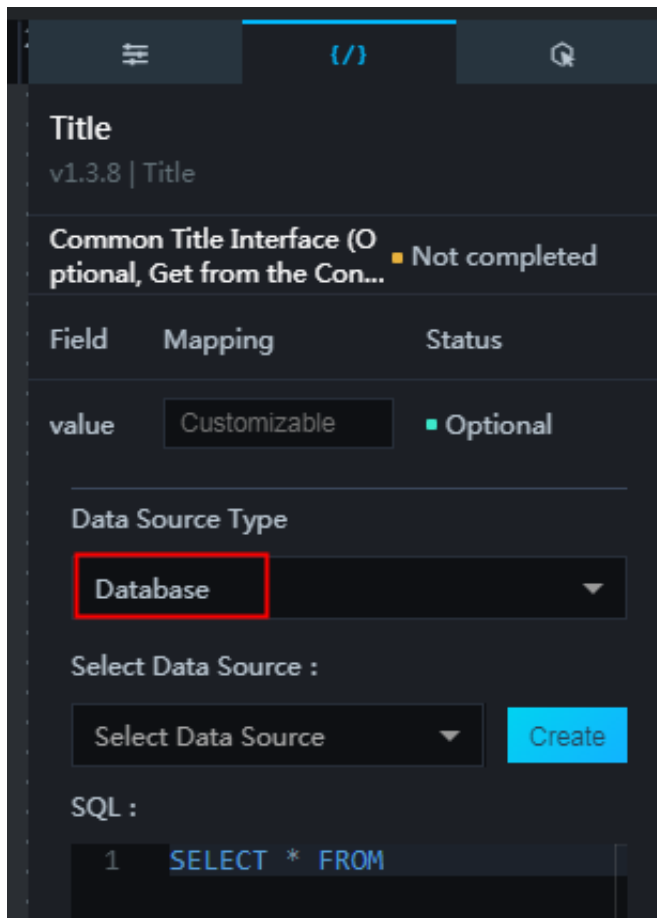 {/}
Title
v1.3.8 | Title
Common Title Interface (O
ptional, Get from the Con...
Not completed
Field Mapping Status
value Customizable Optional
Data Source Type
Database
Select Data Source :
Select Data Source Create
SQL :
1 SELECT * FROM